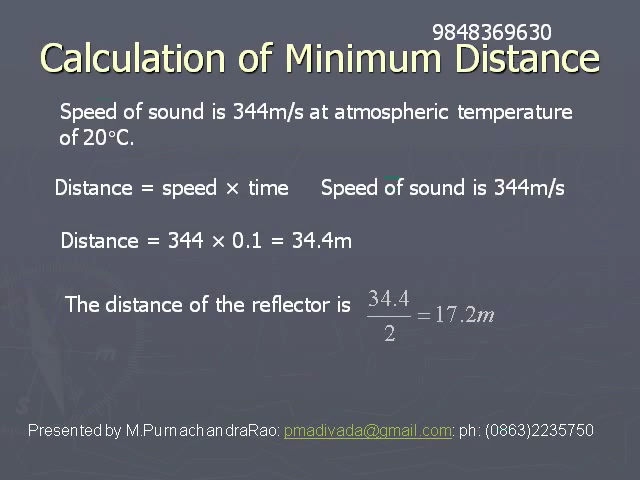 9848369630
Calculation of Minimum Distance
Speed of sound is 344m/s at atmospheric temperature
of 20°C.
Distance = speed × time Speed of sound is 344m/s
Distance = 344 × 0.1 = 34.4m
The distance of the reflector is 34.4/2 = 17.2m
m
s
Presented by M.PurnachandraRao: pmadivada@gmail.com: ph: (0863)2235750